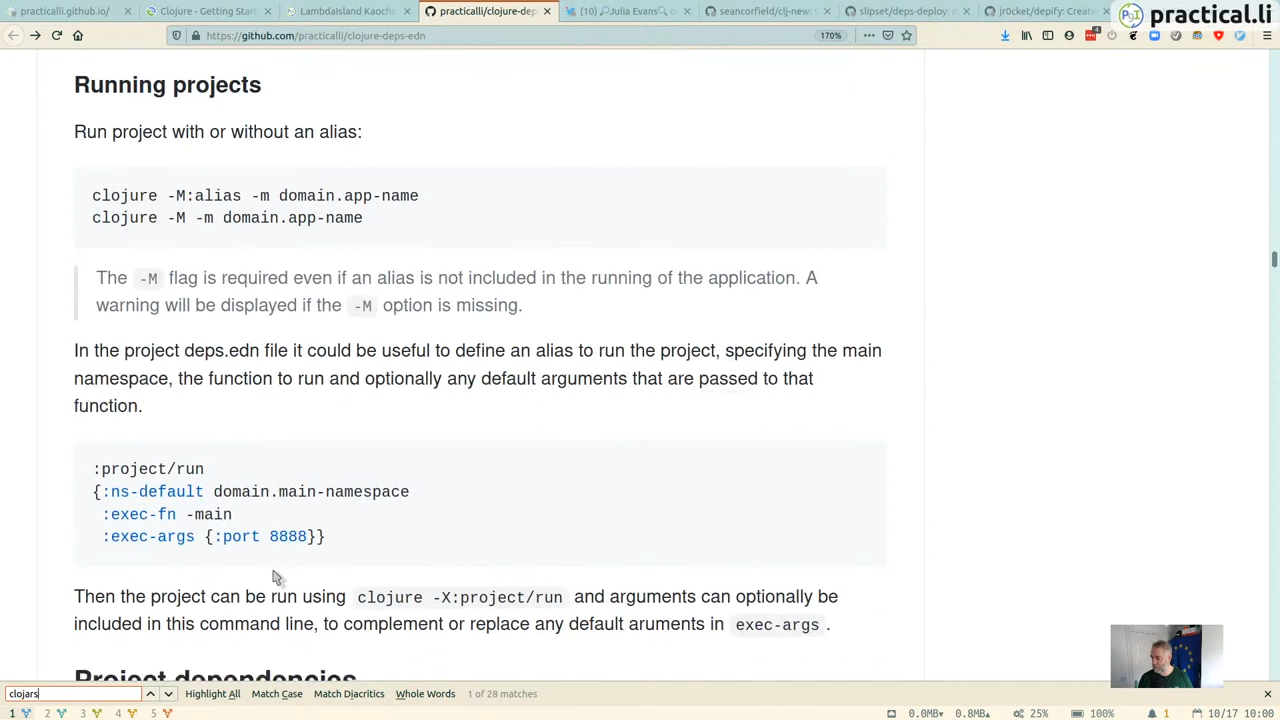 practicalli.github.io/
Clojure - Getting Star
LambdaIsland Kaocha
practicalli/clojure-dep
(10) 🔎Julia Evans🔍
seancorfield/clj-new:
slipset/deps-deploy:
jr0cket/depify: Create
practical.li
https://github.com/practicalli/clojure-deps-edn
170%
Running projects
Run project with or without an alias:
clojure -M:alias -m domain.app-name
clojure -M -m domain.app-name
The -M flag is required even if an alias is not included in the running of the application. A
warning will be displayed if the -M option is missing.
In the project deps.edn file it could be useful to define an alias to run the project, specifying the main
namespace, the function to run and optionally any default arguments that are passed to that
function.
:project/run
{:ns-default domain.main-namespace
:exec-fn -main
:exec-args {:port 8888}}
Then the project can be run using clojure -X:project/run and arguments can optionally be
included in this command line, to complement or replace any default aruments in exec-args.
Project dependencies
clojars
Highlight All Match Case Match Diacritics Whole Words 1 of 28 matches
1 2 3 4 5 0.0MB▾ 0.8MB▴ 25% 100% 1 10/17 10:00